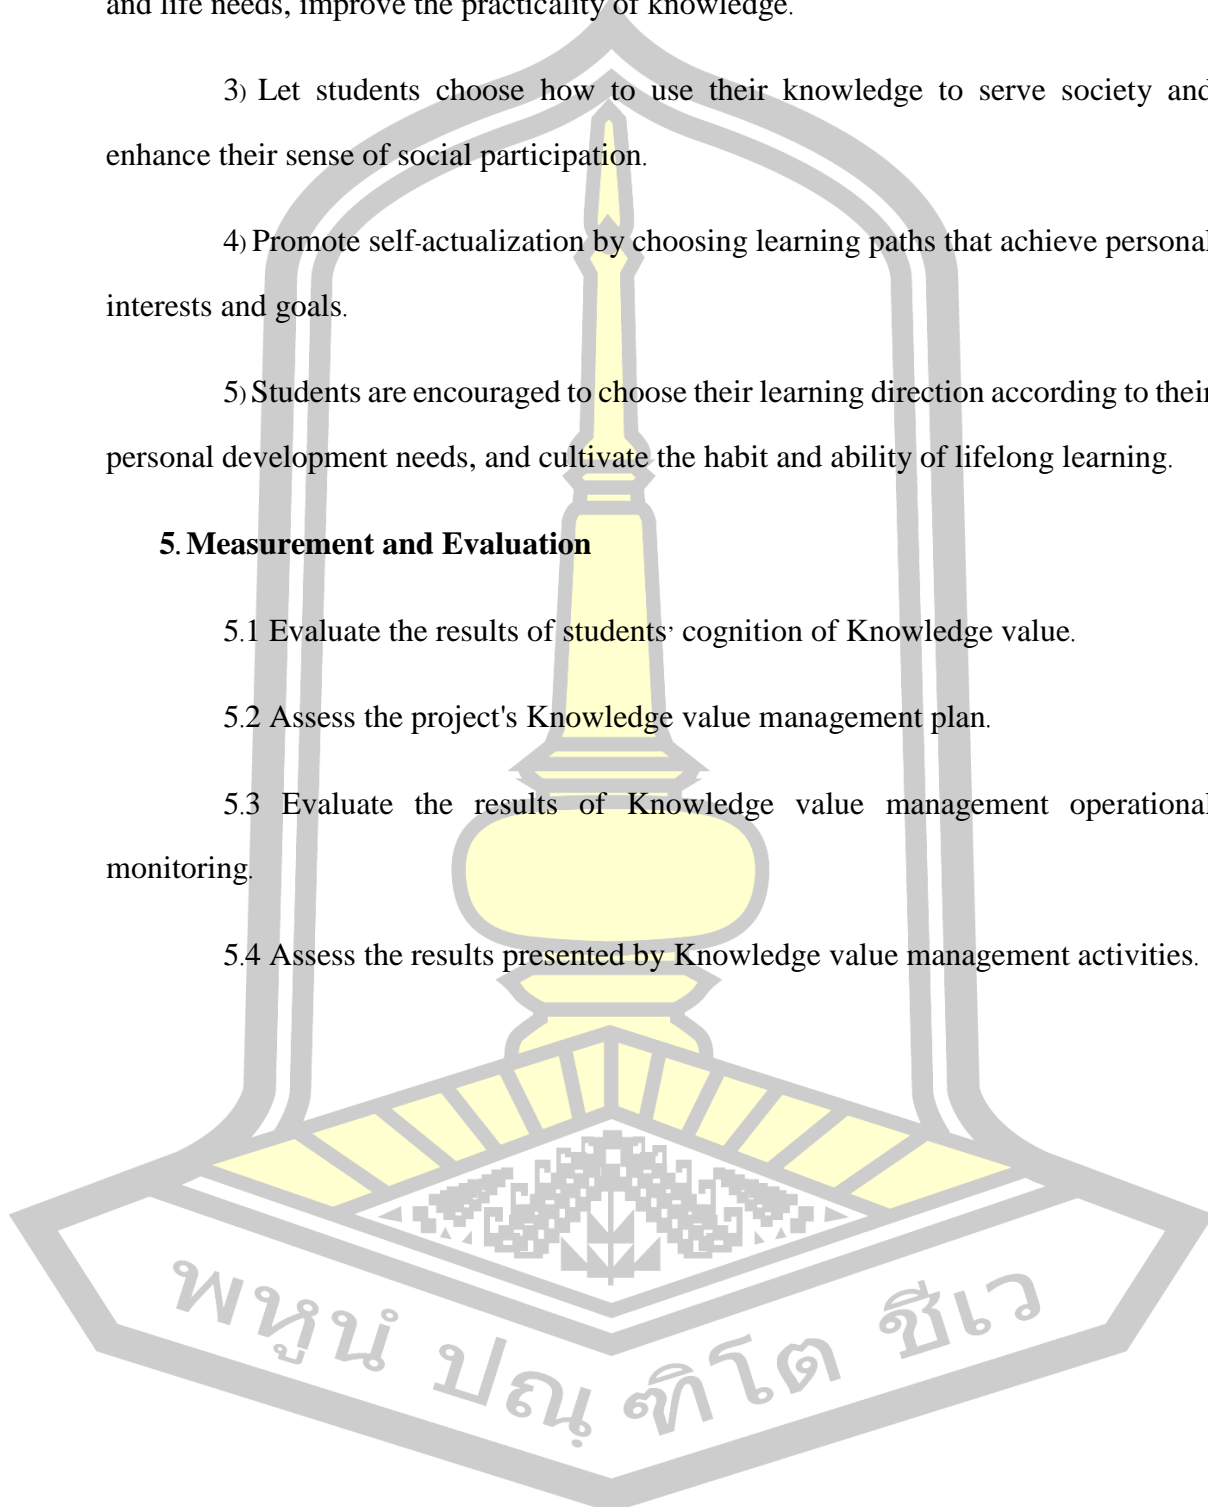 and life needs, improve the practicality of knowledge.
3) Let students choose how to use their knowledge to serve society and
enhance their sense of social participation.
4) Promote self-actualization by choosing learning paths that achieve personal
interests and goals.
5) Students are encouraged to choose their learning direction according to their
personal development needs, and cultivate the habit and ability of lifelong learning.
5. Measurement and Evaluation
5.1 Evaluate the results of students' cognition of Knowledge value.
5.2 Assess the project's Knowledge value management plan.
5.3 Evaluate the results of Knowledge value management operational
monitoring.
5.4 Assess the results presented by Knowledge value management activities.
พหูนํ ปณฺฑิโต ชีเว